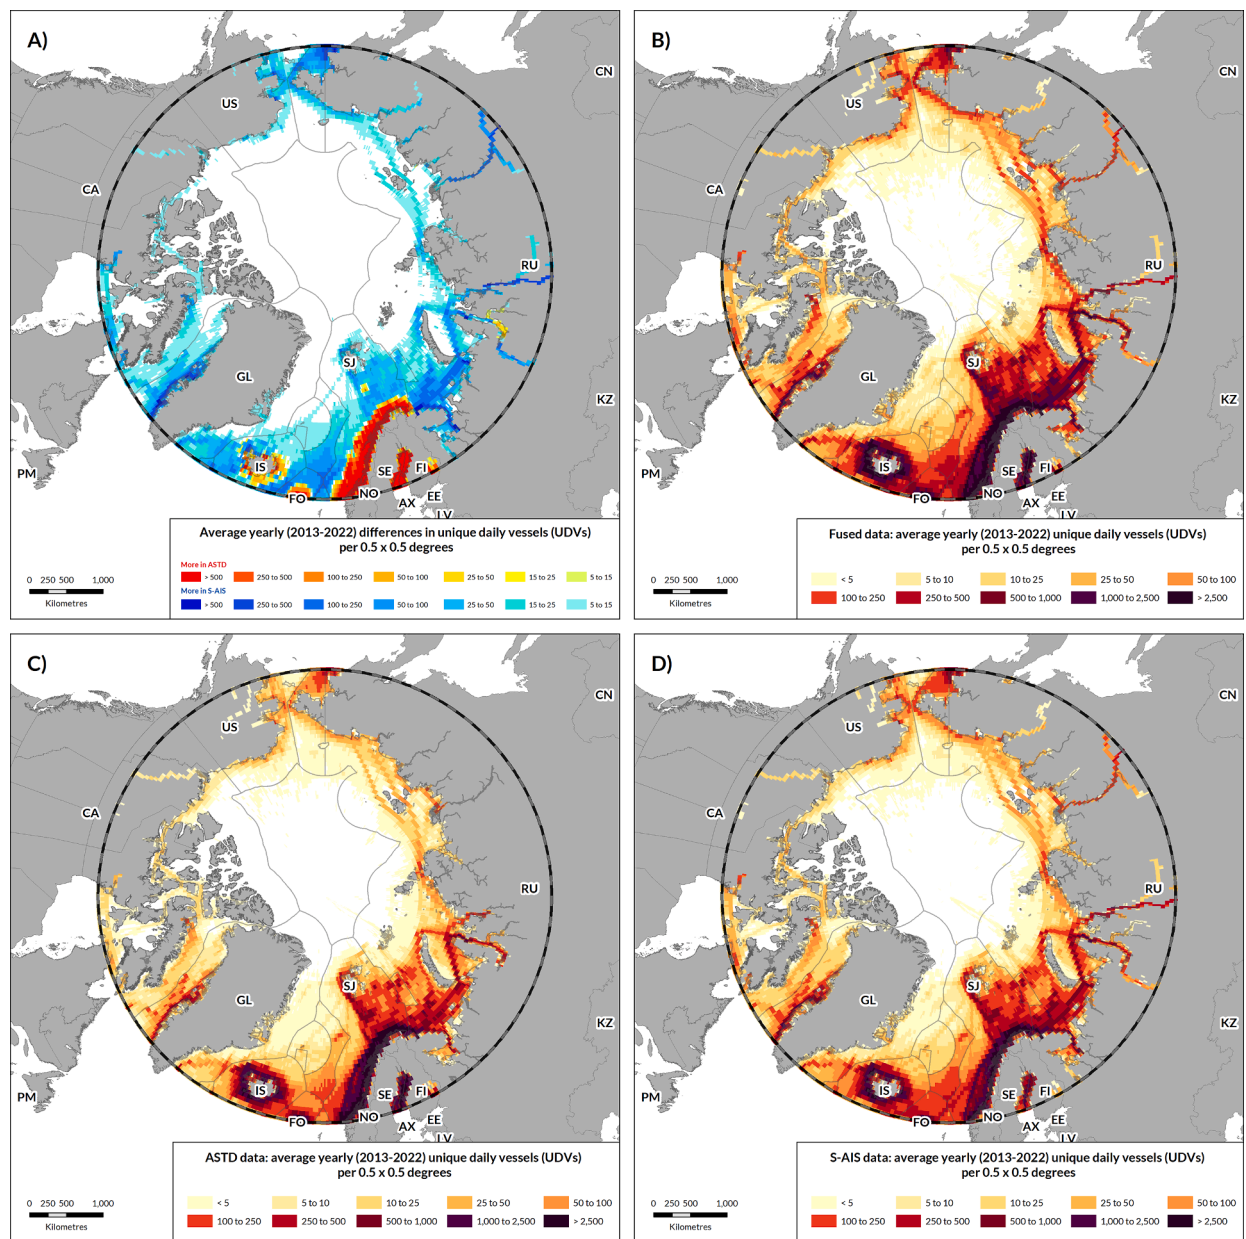 A)
CN
US
CA
RU
SJ
GL
KZ
IS
SE
FI
PM
FO
NO
AX
EE
LV
Average yearly (2013-2022) differences in unique daily vessels (UDVs)
per 0.5 x 0.5 degrees
More in ASTD
> 500 250 to 500 100 to 250 50 to 100 25 to 50 15 to 25 5 to 15
More in S-AIS
> 500 250 to 500 100 to 250 50 to 100 25 to 50 15 to 25 5 to 15
0 250 500 1,000
Kilometres
B)
CN
US
CA
RU
SJ
GL
KZ
IS
SE
FI
PM
FO
NO
AX
EE
LV
Fused data: average yearly (2013-2022) unique daily vessels (UDVs)
per 0.5 x 0.5 degrees
< 5 5 to 10 10 to 25 25 to 50 50 to 100
100 to 250 250 to 500 500 to 1,000 1,000 to 2,500 > 2,500
0 250 500 1,000
Kilometres
C)
CN
US
CA
RU
SJ
GL
KZ
IS
SE
FI
PM
FO
NO
AX
EE
LV
ASTD data: average yearly (2013-2022) unique daily vessels (UDVs)
per 0.5 x 0.5 degrees
< 5 5 to 10 10 to 25 25 to 50 50 to 100
100 to 250 250 to 500 500 to 1,000 1,000 to 2,500 > 2,500
0 250 500 1,000
Kilometres
D)
CN
US
CA
RU
SJ
GL
KZ
IS
SE
FI
PM
FO
NO
AX
EE
LV
S-AIS data: average yearly (2013-2022) unique daily vessels (UDVs)
per 0.5 x 0.5 degrees
< 5 5 to 10 10 to 25 25 to 50 50 to 100
100 to 250 250 to 500 500 to 1,000 1,000 to 2,500 > 2,500
0 250 500 1,000
Kilometres